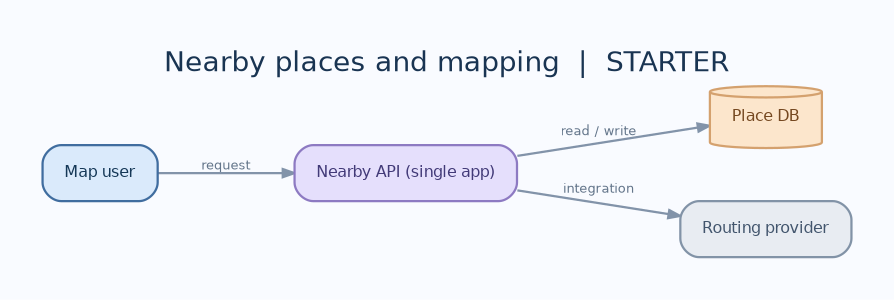 Nearby places and mapping | STARTER
Place DB
read / write
Map user
request
Nearby API (single app)
integration
Routing provider